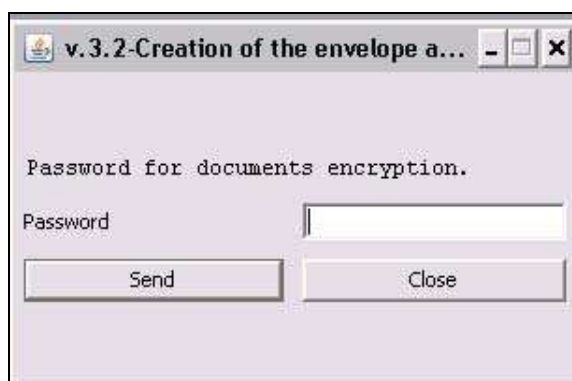 v.3.2-Creation of the envelope a...
Password for documents encryption.
Password
Send
Close